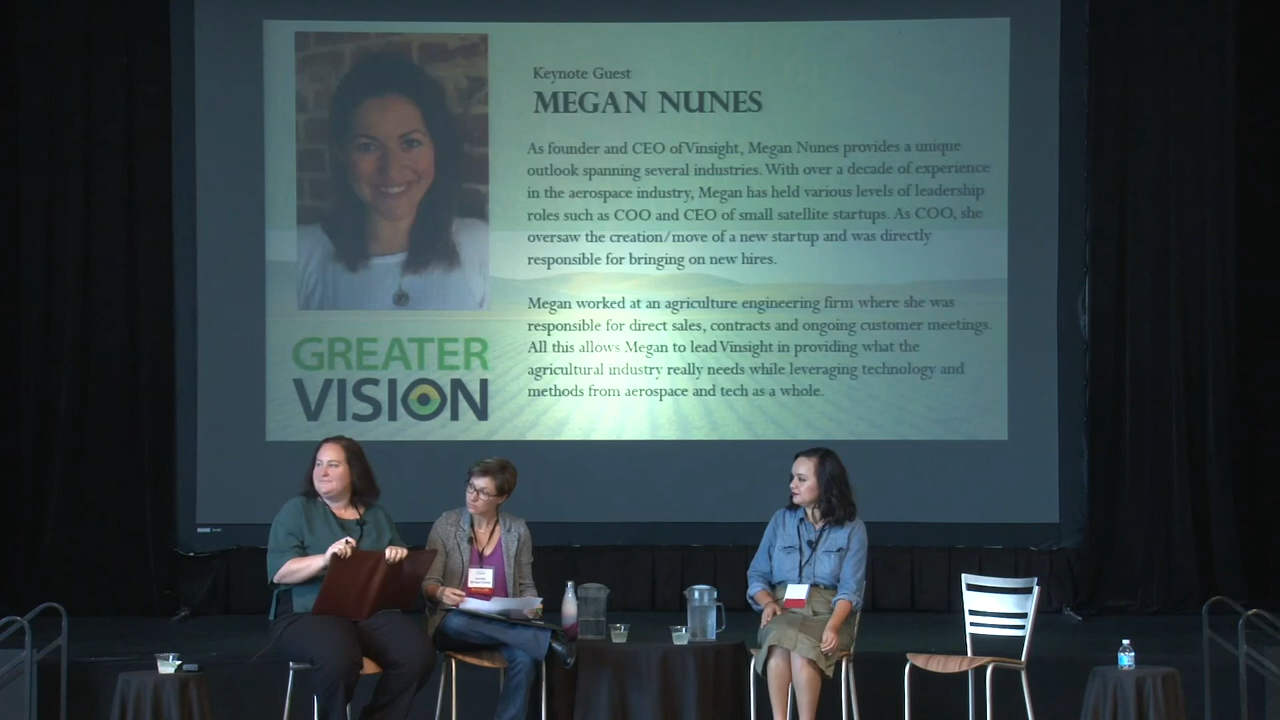 Keynote Guest
MEGAN NUNES
As founder and CEO of Vinsight, Megan Nunes provides a unique
outlook spanning several industries. With over a decade of experience
in the aerospace industry, Megan has held various levels of leadership
roles such as COO and CEO of small satellite startups. As COO, she
oversaw the creation/move of a new startup and was directly
responsible for bringing on new hires.
Megan worked at an agriculture engineering firm where she was
responsible for direct sales, contracts and ongoing customer meetings.
All this allows Megan to lead Vinsight in providing what the
agricultural industry really needs while leveraging technology and
methods from aerospace and tech as a whole.
GREATER
VISION